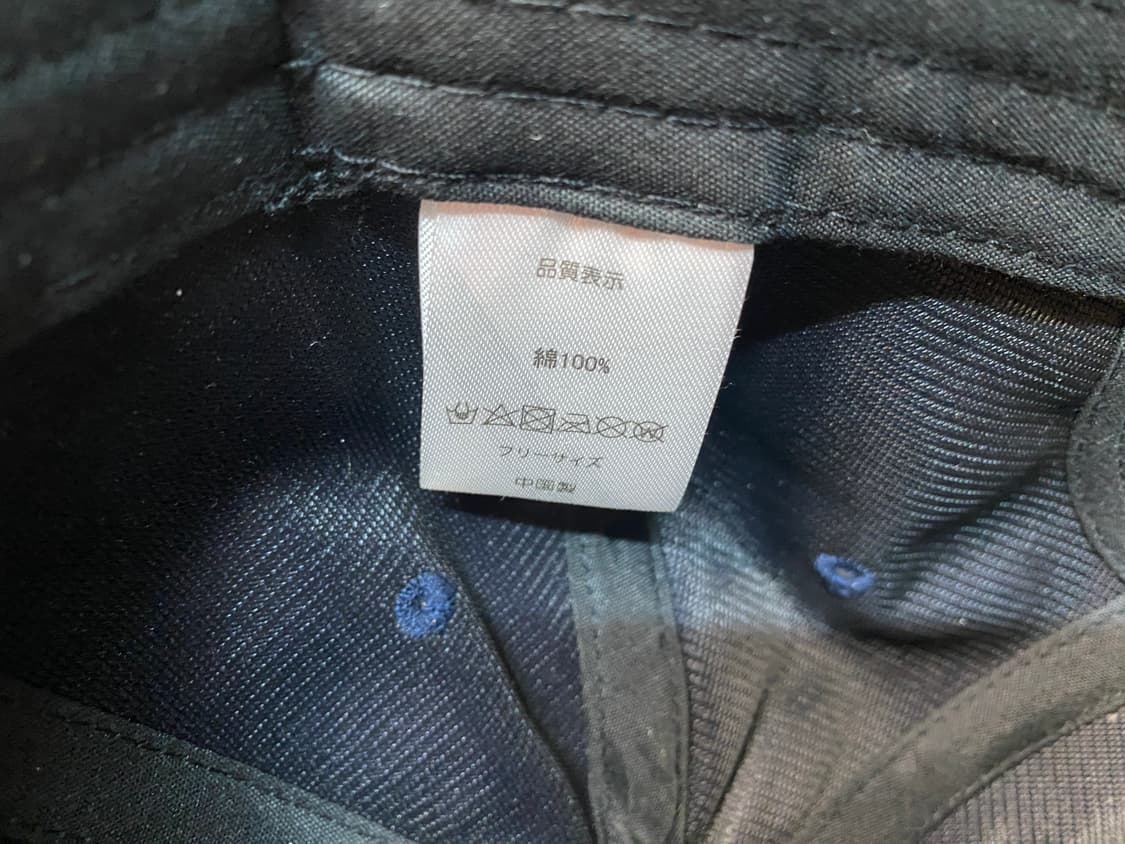 品質表示
綿100%
フリーサイズ
中国製